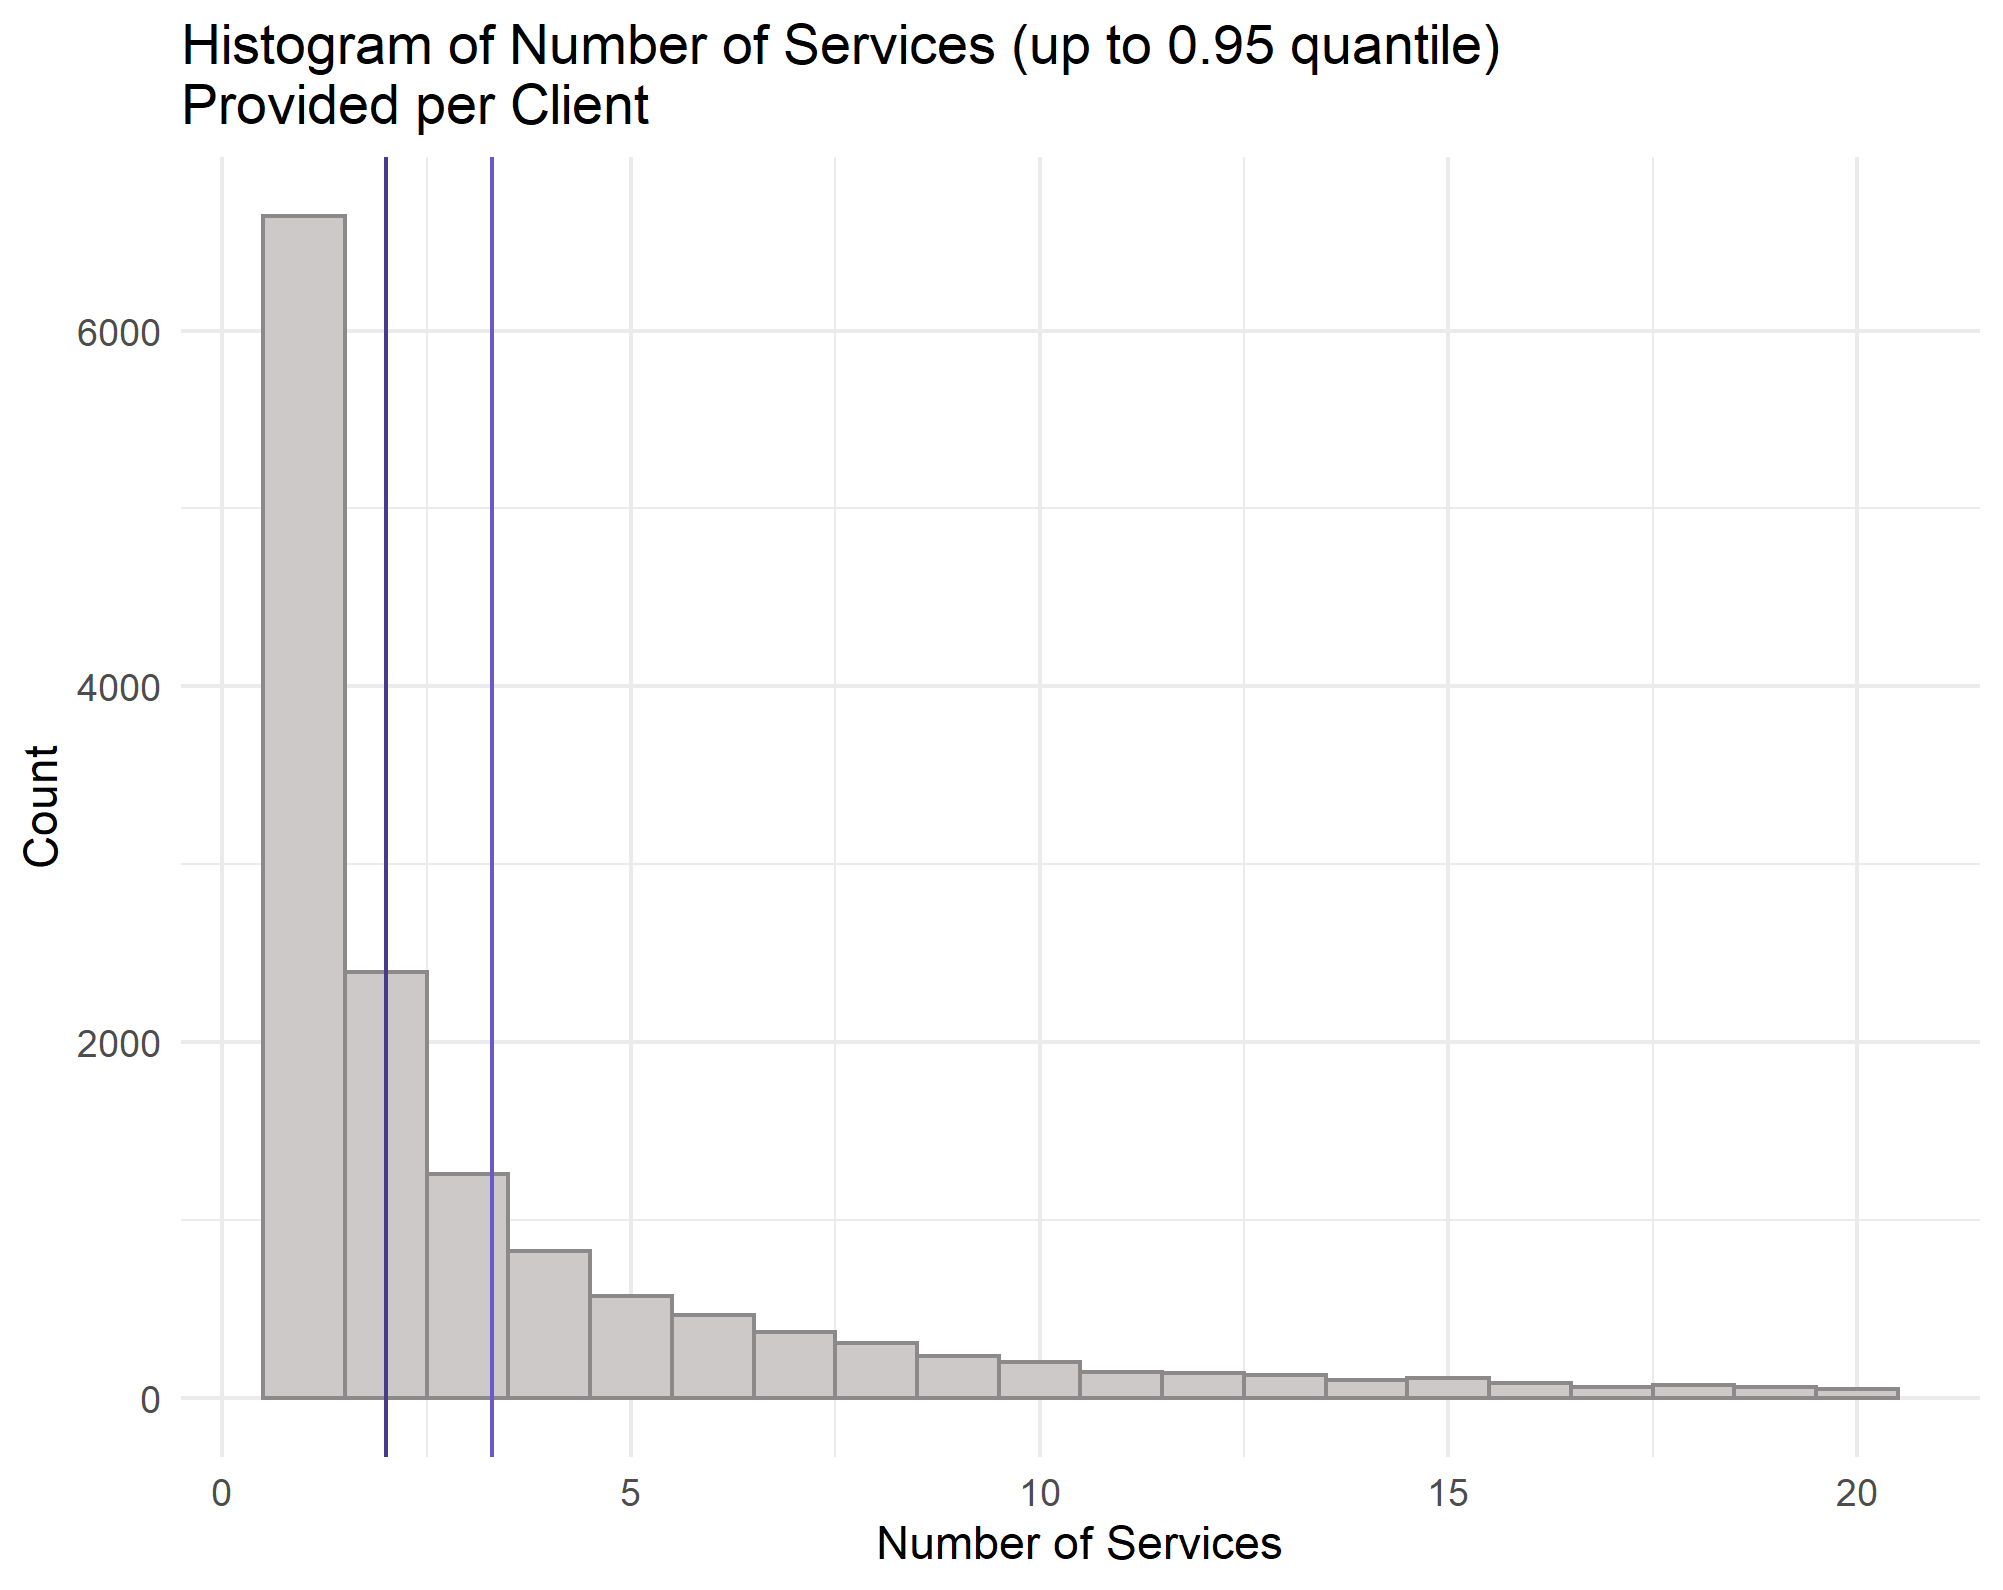 Histogram of Number of Services (up to 0.95 quantile)
Provided per Client
6000
4000
2000
0
Count
0 5 10 15 20
Number of Services